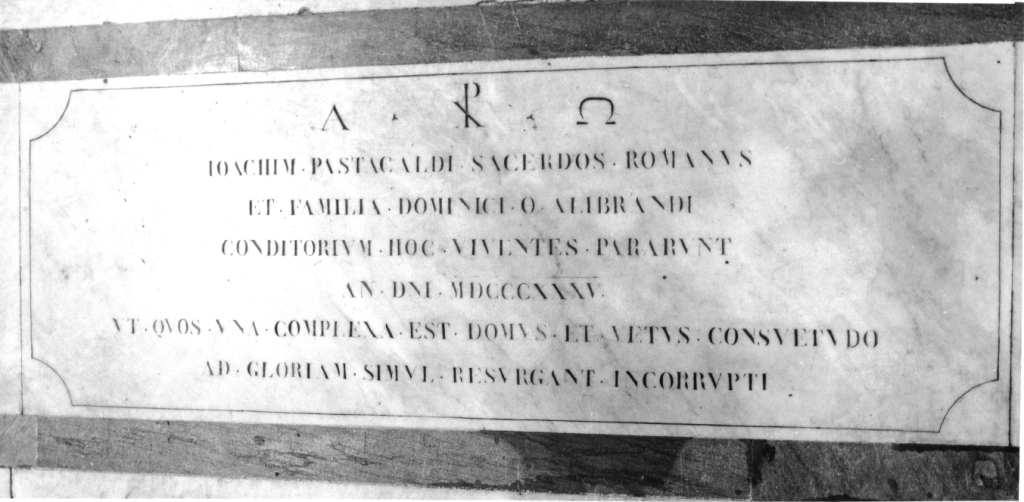 Α · ☧ · Ω
IOACHIM · PASTACALDI · SACERDOS · ROMANVS
ET · FAMILIA · DOMINICI · O · ALIBRANDI
CONDITORIVM · HOC · VIVENTES · PARARVNT
AN · DNI · MDCCCXXXV ·
VT · QVOS · VNA · COMPLEXA · EST · DOMVS · ET · VETVS · CONSVETVDO
AD · GLORIAM · SIMVL · RESVRGANT · INCORRVPTI